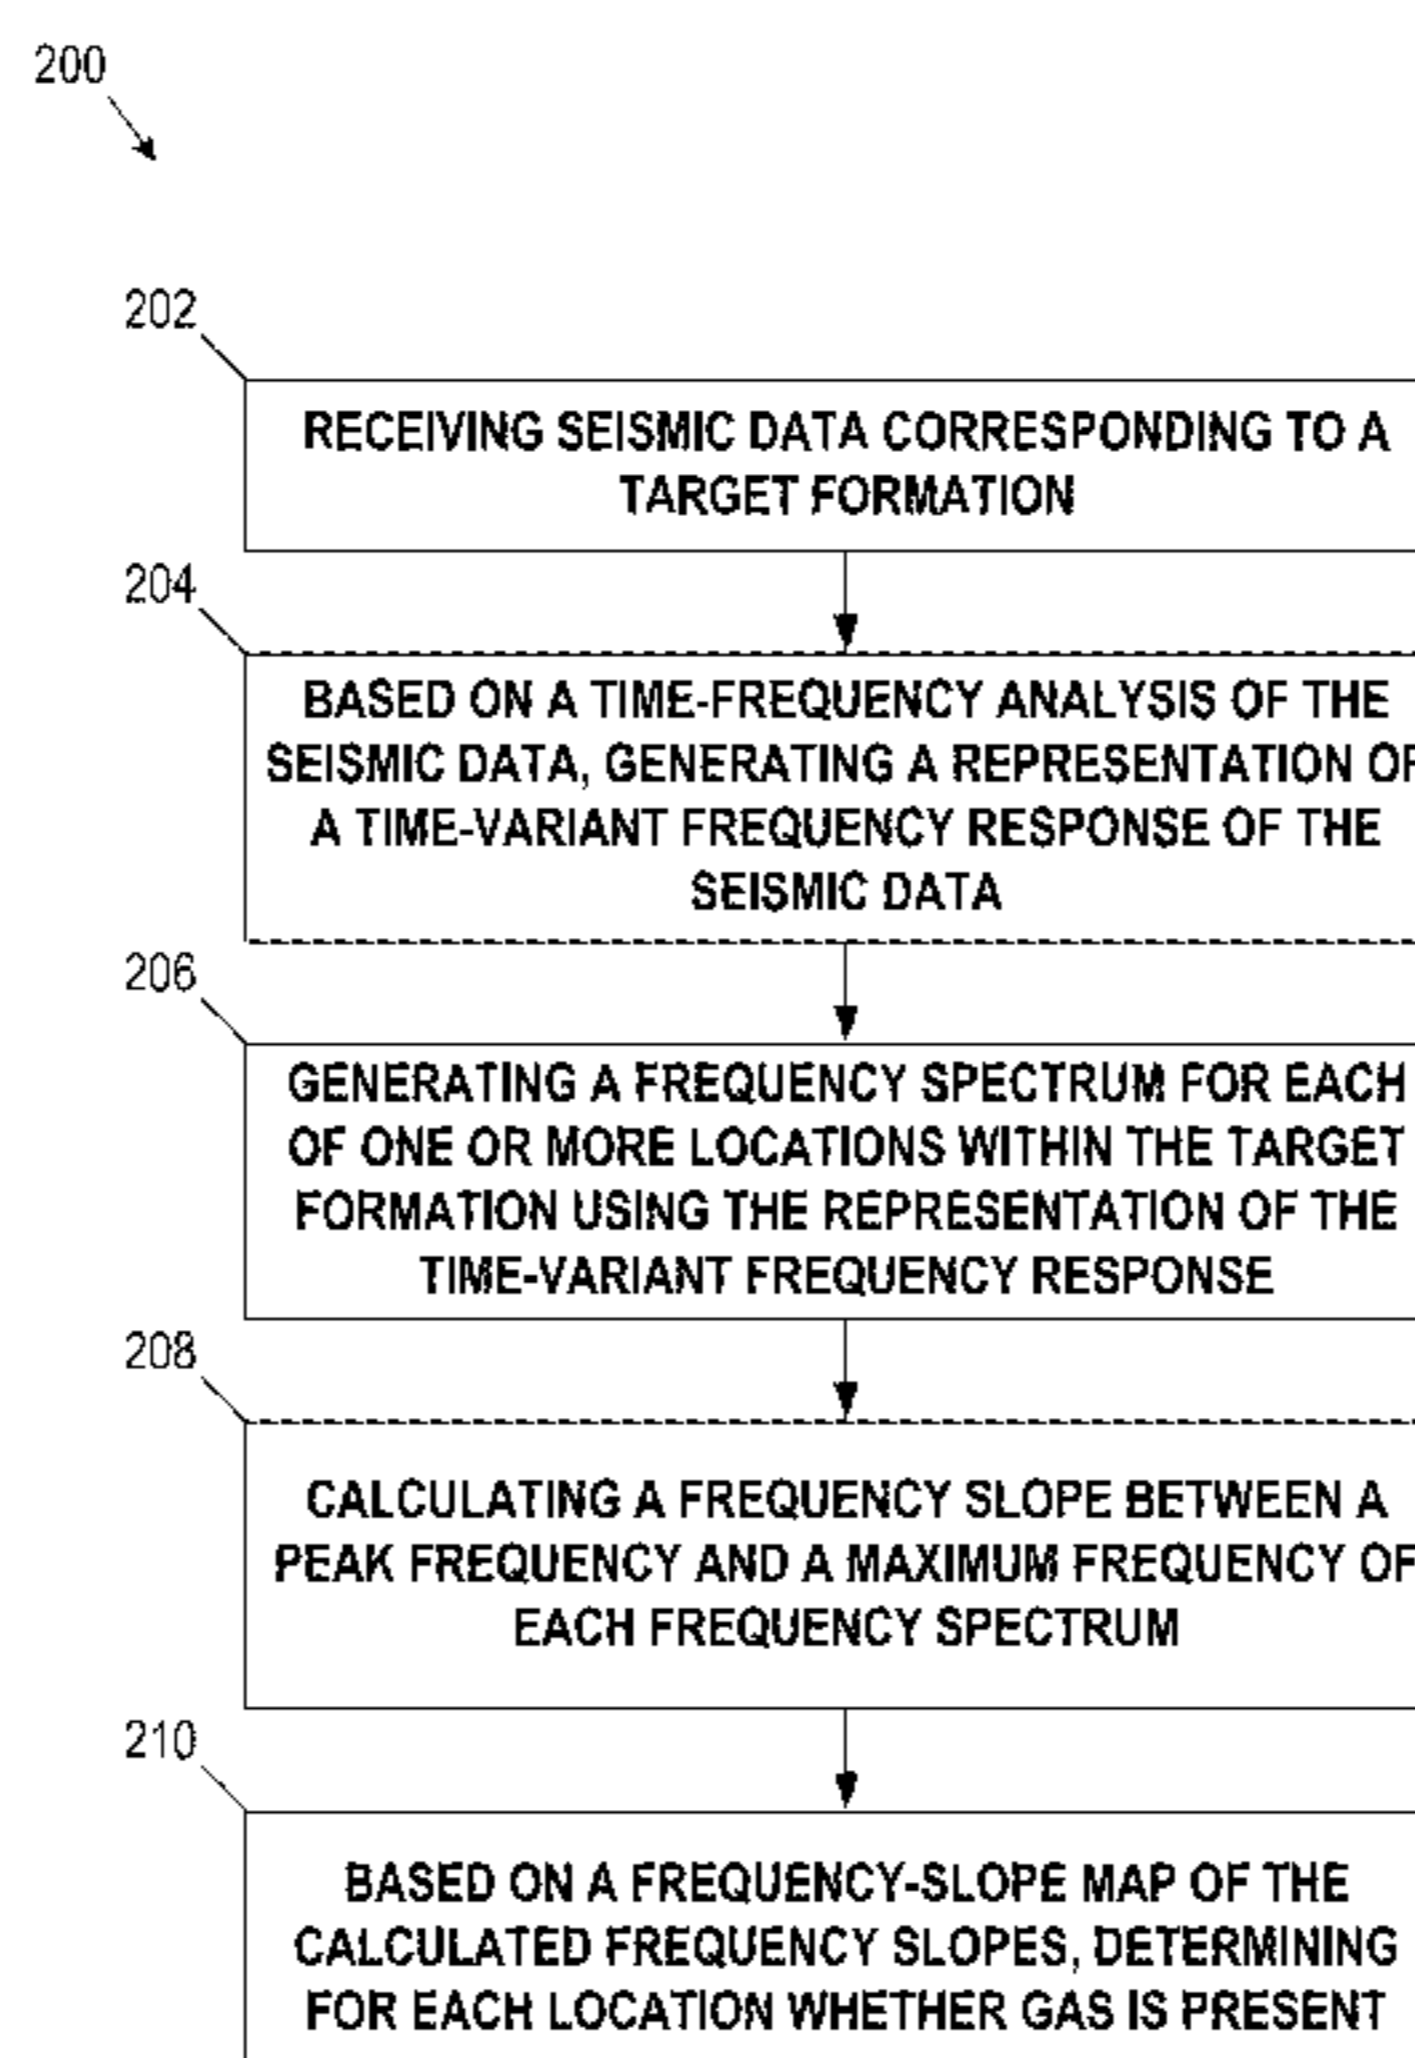 200
202
RECEIVING SEISMIC DATA CORRESPONDING TO A
TARGET FORMATION
204
BASED ON A TIME-FREQUENCY ANALYSIS OF THE
SEISMIC DATA, GENERATING A REPRESENTATION OF
A TIME-VARIANT FREQUENCY RESPONSE OF THE
SEISMIC DATA
206
GENERATING A FREQUENCY SPECTRUM FOR EACH
OF ONE OR MORE LOCATIONS WITHIN THE TARGET
FORMATION USING THE REPRESENTATION OF THE
TIME-VARIANT FREQUENCY RESPONSE
208
CALCULATING A FREQUENCY SLOPE BETWEEN A
PEAK FREQUENCY AND A MAXIMUM FREQUENCY OF
EACH FREQUENCY SPECTRUM
210
BASED ON A FREQUENCY-SLOPE MAP OF THE
CALCULATED FREQUENCY SLOPES, DETERMINING
FOR EACH LOCATION WHETHER GAS IS PRESENT